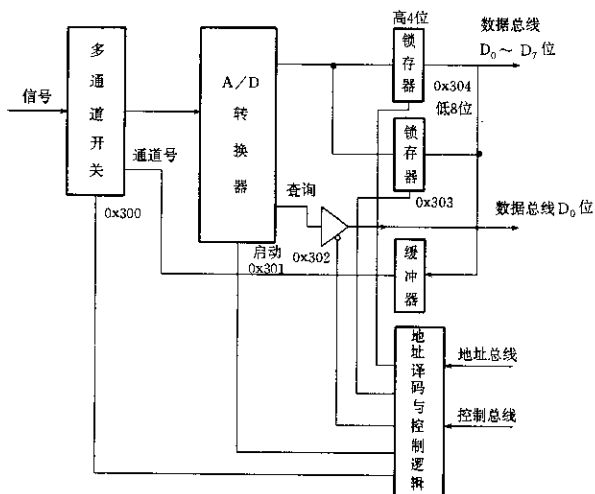 高4位
锁存器
数据总线
D₀～D₇位
0x304
低8位
锁存器
0x303
多通道开关
信号
通道号
0x300
A/D转换器
查询
启动
0x301
0x302
数据总线D₀位
缓冲器
地址译码与控制逻辑
地址总线
控制总线